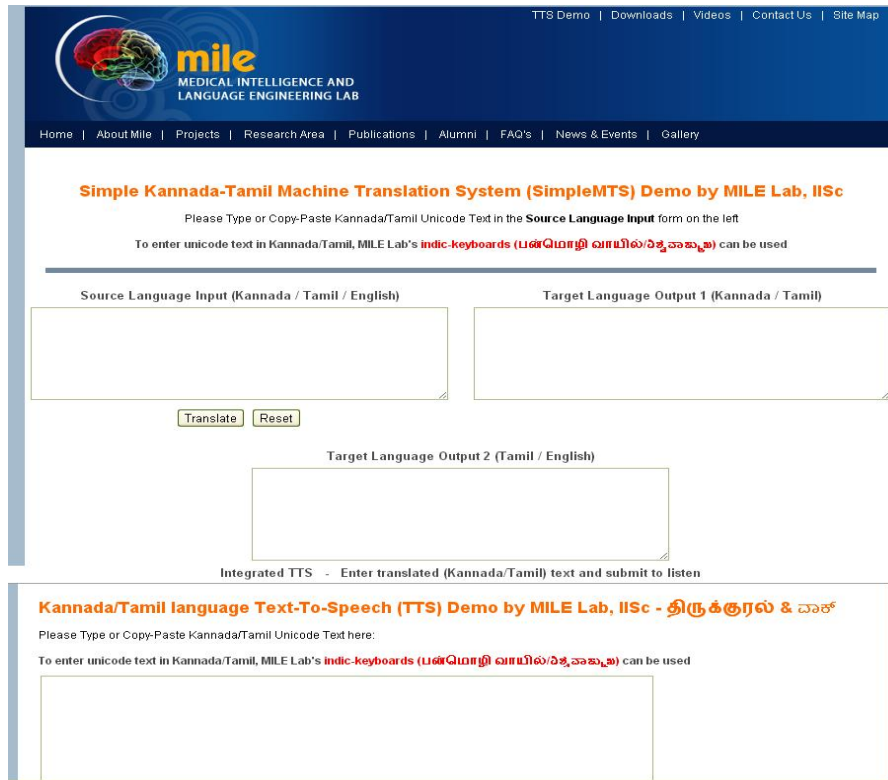 TTS Demo | Downloads | Videos | Contact Us | Site Map
mile
MEDICAL INTELLIGENCE AND
LANGUAGE ENGINEERING LAB
Home | About Mile | Projects | Research Area | Publications | Alumni | FAQ's | News & Events | Gallery
Simple Kannada-Tamil Machine Translation System (SimpleMTS) Demo by MILE Lab, IISc
Please Type or Copy-Paste Kannada/Tamil Unicode Text in the Source Language Input form on the left
To enter unicode text in Kannada/Tamil, MILE Lab's indic-keyboards (பன்மொழி வாயில்/) can be used
Source Language Input (Kannada / Tamil / English) Target Language Output 1 (Kannada / Tamil)
Translate Reset
Target Language Output 2 (Tamil / English)
Integrated TTS - Enter translated (Kannada/Tamil) text and submit to listen
Kannada/Tamil language Text-To-Speech (TTS) Demo by MILE Lab, IISc - திருக்குரல் & ವಾಕ್
Please Type or Copy-Paste Kannada/Tamil Unicode Text here:
To enter unicode text in Kannada/Tamil, MILE Lab's indic-keyboards (பன்மொழி வாயில்/) can be used